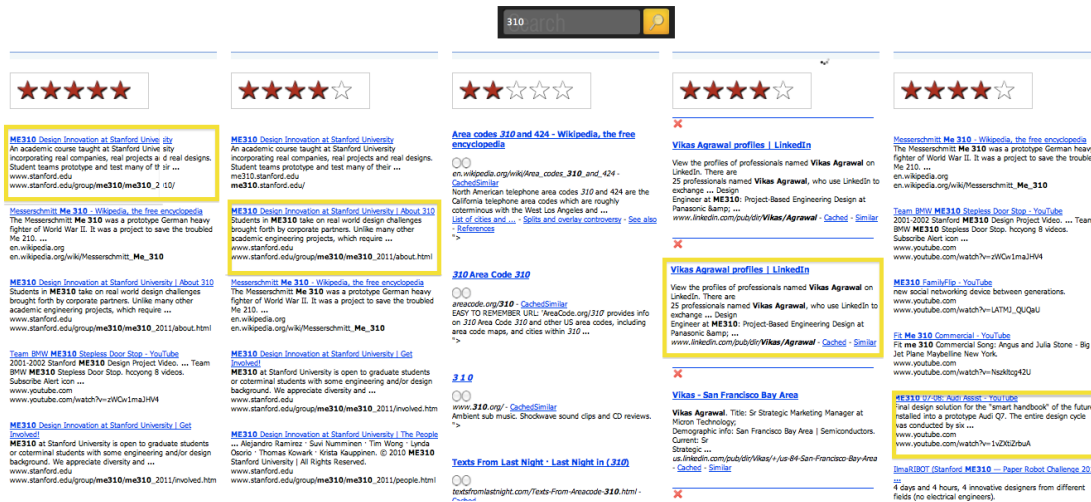 310
ME310 Design Innovation at Stanford University
An academic course taught at Stanford University
incorporating real companies, real projects and real designs.
Student teams prototype and test many of their ...
www.stanford.edu
www.stanford.edu/group/me310/me310_2 10/
Messerschmitt Me 310 - Wikipedia, the free encyclopedia
The Messerschmitt Me 310 was a prototype German heavy
fighter of World War II. It was a project to save the troubled
Me 210. ...
en.wikipedia.org
en.wikipedia.org/wiki/Messerschmitt_Me_310
ME310 Design Innovation at Stanford University | About 310
Students in ME310 take on real world design challenges
brought forth by corporate partners. Unlike many other
academic engineering projects, which require ...
www.stanford.edu
www.stanford.edu/group/me310/me310_2011/about.html
Team BMW ME310 Stepless Door Stop - YouTube
2001-2002 Stanford ME310 Design Project Video. ... Team
BMW ME310 Stepless Door Stop. hccyong 8 videos.
Subscribe Alert icon ...
www.youtube.com
www.youtube.com/watch?v=zWCw1maJHV4
ME310 Design Innovation at Stanford University | Get
Involved!
ME310 at Stanford University is open to graduate students
or coterminal students with some engineering and/or design
background. We appreciate diversity and ...
www.stanford.edu
www.stanford.edu/group/me310/me310_2011/involved.htm
ME310 Design Innovation at Stanford University
An academic course taught at Stanford University
incorporating real companies, real projects and real designs.
Student teams prototype and test many of their ...
me310.stanford.edu
me310.stanford.edu/
ME310 Design Innovation at Stanford University | About 310
Students in ME310 take on real world design challenges
brought forth by corporate partners. Unlike many other
academic engineering projects, which require ...
www.stanford.edu
www.stanford.edu/group/me310/me310_2011/about.html
Messerschmitt Me 310 - Wikipedia, the free encyclopedia
The Messerschmitt Me 310 was a prototype German heavy
fighter of World War II. It was a project to save the troubled
Me 210. ...
en.wikipedia.org
en.wikipedia.org/wiki/Messerschmitt_Me_310
ME310 Design Innovation at Stanford University | Get
Involved!
ME310 at Stanford University is open to graduate students
or coterminal students with some engineering and/or design
background. We appreciate diversity and ...
www.stanford.edu
www.stanford.edu/group/me310/me310_2011/involved.htm
ME310 Design Innovation at Stanford University | The People
... Alejandro Ramirez · Suvi Numminen · Tim Wong · Lynda
Osorio · Thomas Kowark · Krista Kauppinen. © 2010 ME310
Stanford University | All Rights Reserved.
www.stanford.edu
www.stanford.edu/group/me310/me310_2011/people.html
Area codes 310 and 424 - Wikipedia, the free
encyclopedia
en.wikipedia.org/wiki/Area_codes_310_and_424 -
CachedSimilar
North American telephone area codes 310 and 424 are the
California telephone area codes which are roughly
coterminous with the West Los Angeles and ...
List of cities and ... - Splits and overlay controversy - See also
- References
">
310 Area Code 310
areacode.org/310 - CachedSimilar
EASY TO REMEMBER URL: 'AreaCode.org/310 provides info
on 310 Area Code 310 and other US area codes, including
area code maps, and cities within 310 ...
">
3 1 0
www.310.org/ - CachedSimilar
Ambient sub music. Shockwave sound clips and CD reviews.
">
Texts From Last Night · Last Night in (310)
textsfromlastnight.com/Texts-From-Areacode-310.html -
Vikas Agrawal profiles | LinkedIn
View the profiles of professionals named Vikas Agrawal on
LinkedIn. There are
25 professionals named Vikas Agrawal, who use LinkedIn to
exchange ... Design
Engineer at ME310: Project-Based Engineering Design at
Panasonic &amp; ...
www.linkedin.com/pub/dir/Vikas/Agrawal - Cached - Similar
Vikas Agrawal profiles | LinkedIn
View the profiles of professionals named Vikas Agrawal on
LinkedIn. There are
25 professionals named Vikas Agrawal, who use LinkedIn to
exchange ... Design
Engineer at ME310: Project-Based Engineering Design at
Panasonic &amp; ...
www.linkedin.com/pub/dir/Vikas/Agrawal - Cached - Similar
Vikas - San Francisco Bay Area
Vikas Agrawal. Title: Sr Strategic Marketing Manager at
Micron Technology;
Demographic info: San Francisco Bay Area | Semiconductors.
Current: Sr
Strategic ...
us.linkedin.com/pub/dir/Vikas/+/us-84-San-Francisco-Bay-Area
- Cached - Similar
Messerschmitt Me 310 - Wikipedia, the free encyclopedia
The Messerschmitt Me 310 was a prototype German heavy
fighter of World War II. It was a project to save the trouble
Me 210. ...
en.wikipedia.org
en.wikipedia.org/wiki/Messerschmitt_Me_310
Team BMW ME310 Stepless Door Stop - YouTube
2001-2002 Stanford ME310 Design Project Video. ... Team
BMW ME310 Stepless Door Stop. hccyong 8 videos.
Subscribe Alert icon ...
www.youtube.com
www.youtube.com/watch?v=zWCw1maJHV4
ME310 FamilyFlip - YouTube
new social networking device between generations.
www.youtube.com
www.youtube.com/watch?v=LATMJ_QUQaU
Fit Me 310 Commercial - YouTube
Fit me 310 Commercial Song: Angus and Julia Stone - Big
Jet Plane Maybelline New York.
www.youtube.com
www.youtube.com/watch?v=Nszkltcg42U
ME310 07-08: Audi Assist - YouTube
Final design solution for the "smart handbook" of the future
installed into a prototype Audi Q7. The entire design cycle
was conducted by six ...
www.youtube.com
www.youtube.com/watch?v=1vZXtiZrbuA
IlmaRIBOT (Stanford ME310 — Paper Robot Challenge 20
...
4 days and 4 hours, 4 innovative designers from different
fields (no electrical engineers).